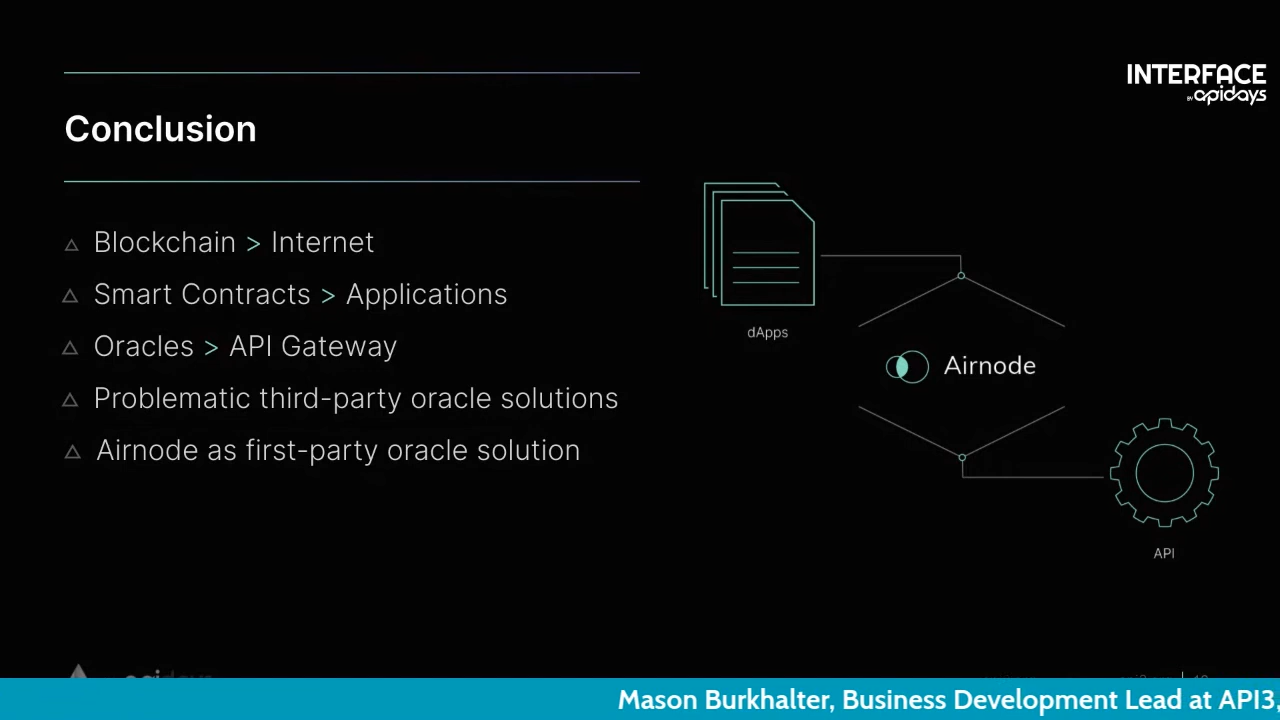 INTERFACE
BY apidays
Conclusion
Blockchain > Internet
Smart Contracts > Applications
Oracles > API Gateway
Problematic third-party oracle solutions
Airnode as first-party oracle solution
dApps
Airnode
API
Mason Burkhalter, Business Development Lead at API3,